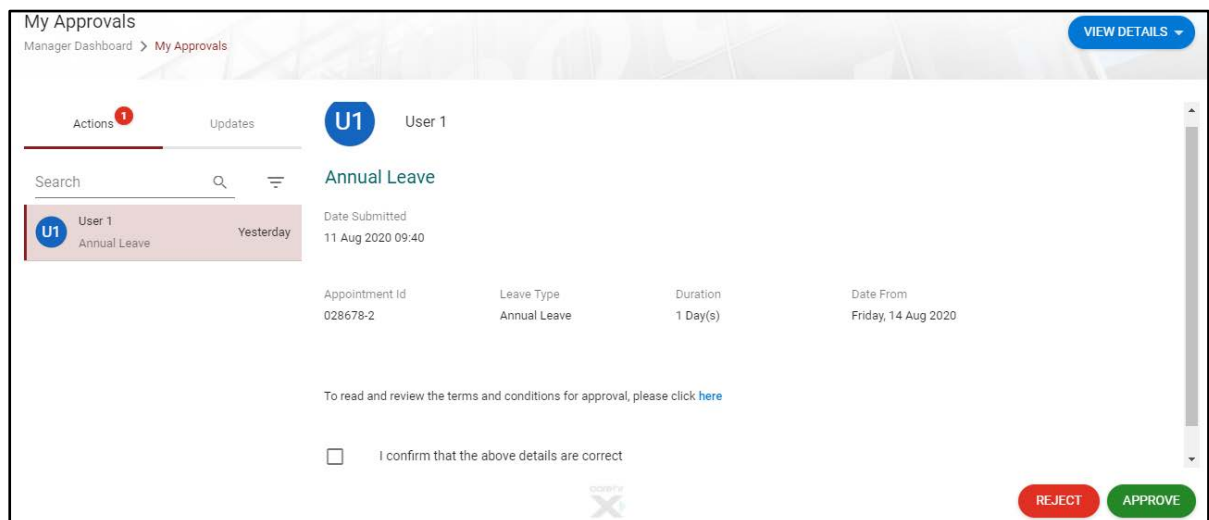 My Approvals
VIEW DETAILS
Manager Dashboard > My Approvals
Actions 1 Updates
U1 User 1
Search
Annual Leave
U1 User 1 Yesterday
Annual Leave
Date Submitted
11 Aug 2020 09:40
Appointment Id Leave Type Duration Date From
028678-2 Annual Leave 1 Day(s) Friday, 14 Aug 2020
To read and review the terms and conditions for approval, please click here
I confirm that the above details are correct
X
REJECT APPROVE